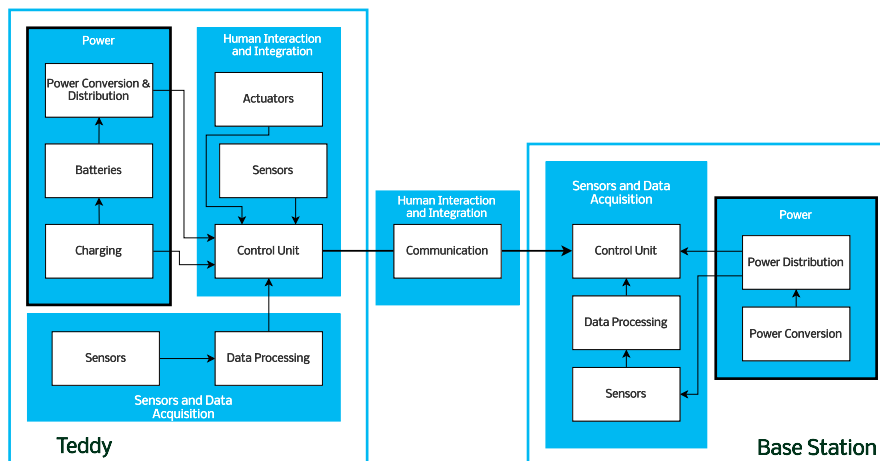 Power
Power Conversion &
Distribution
Batteries
Charging
Human Interaction
and Integration
Actuators
Sensors
Control Unit
Sensors
Data Processing
Sensors and Data
Acquisition
Teddy
Human Interaction
and Integration
Communication
Sensors and Data
Acquisition
Control Unit
Data Processing
Sensors
Power
Power Distribution
Power Conversion
Base Station